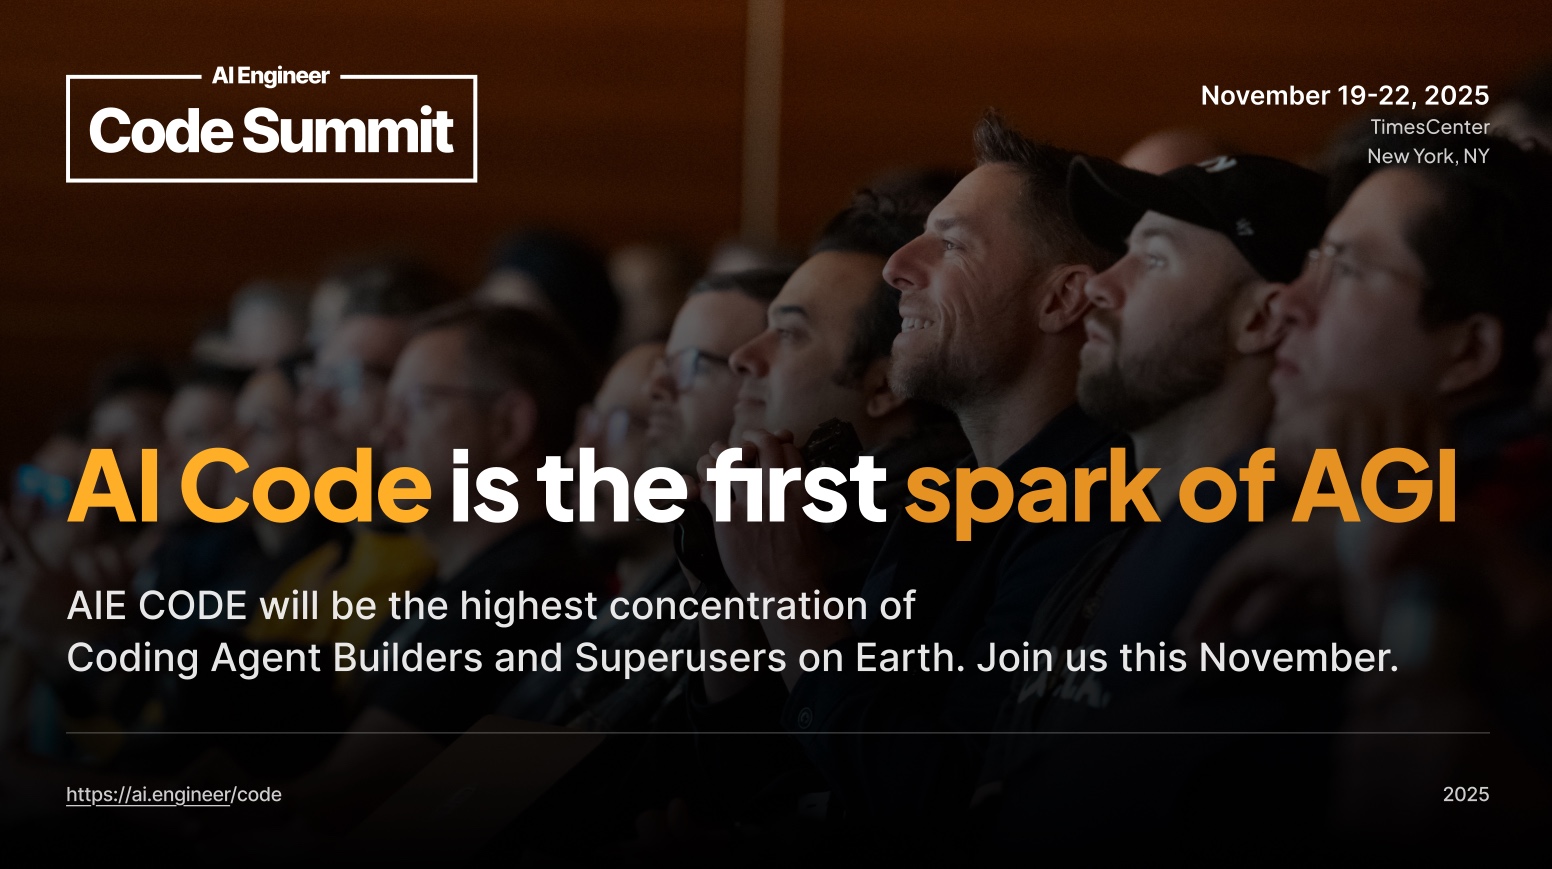 AI Engineer
Code Summit
November 19-22, 2025
TimesCenter
New York, NY
AI Code is the first spark of AGI
AIE CODE will be the highest concentration of
Coding Agent Builders and Superusers on Earth. Join us this November.
https://ai.engineer/code
2025